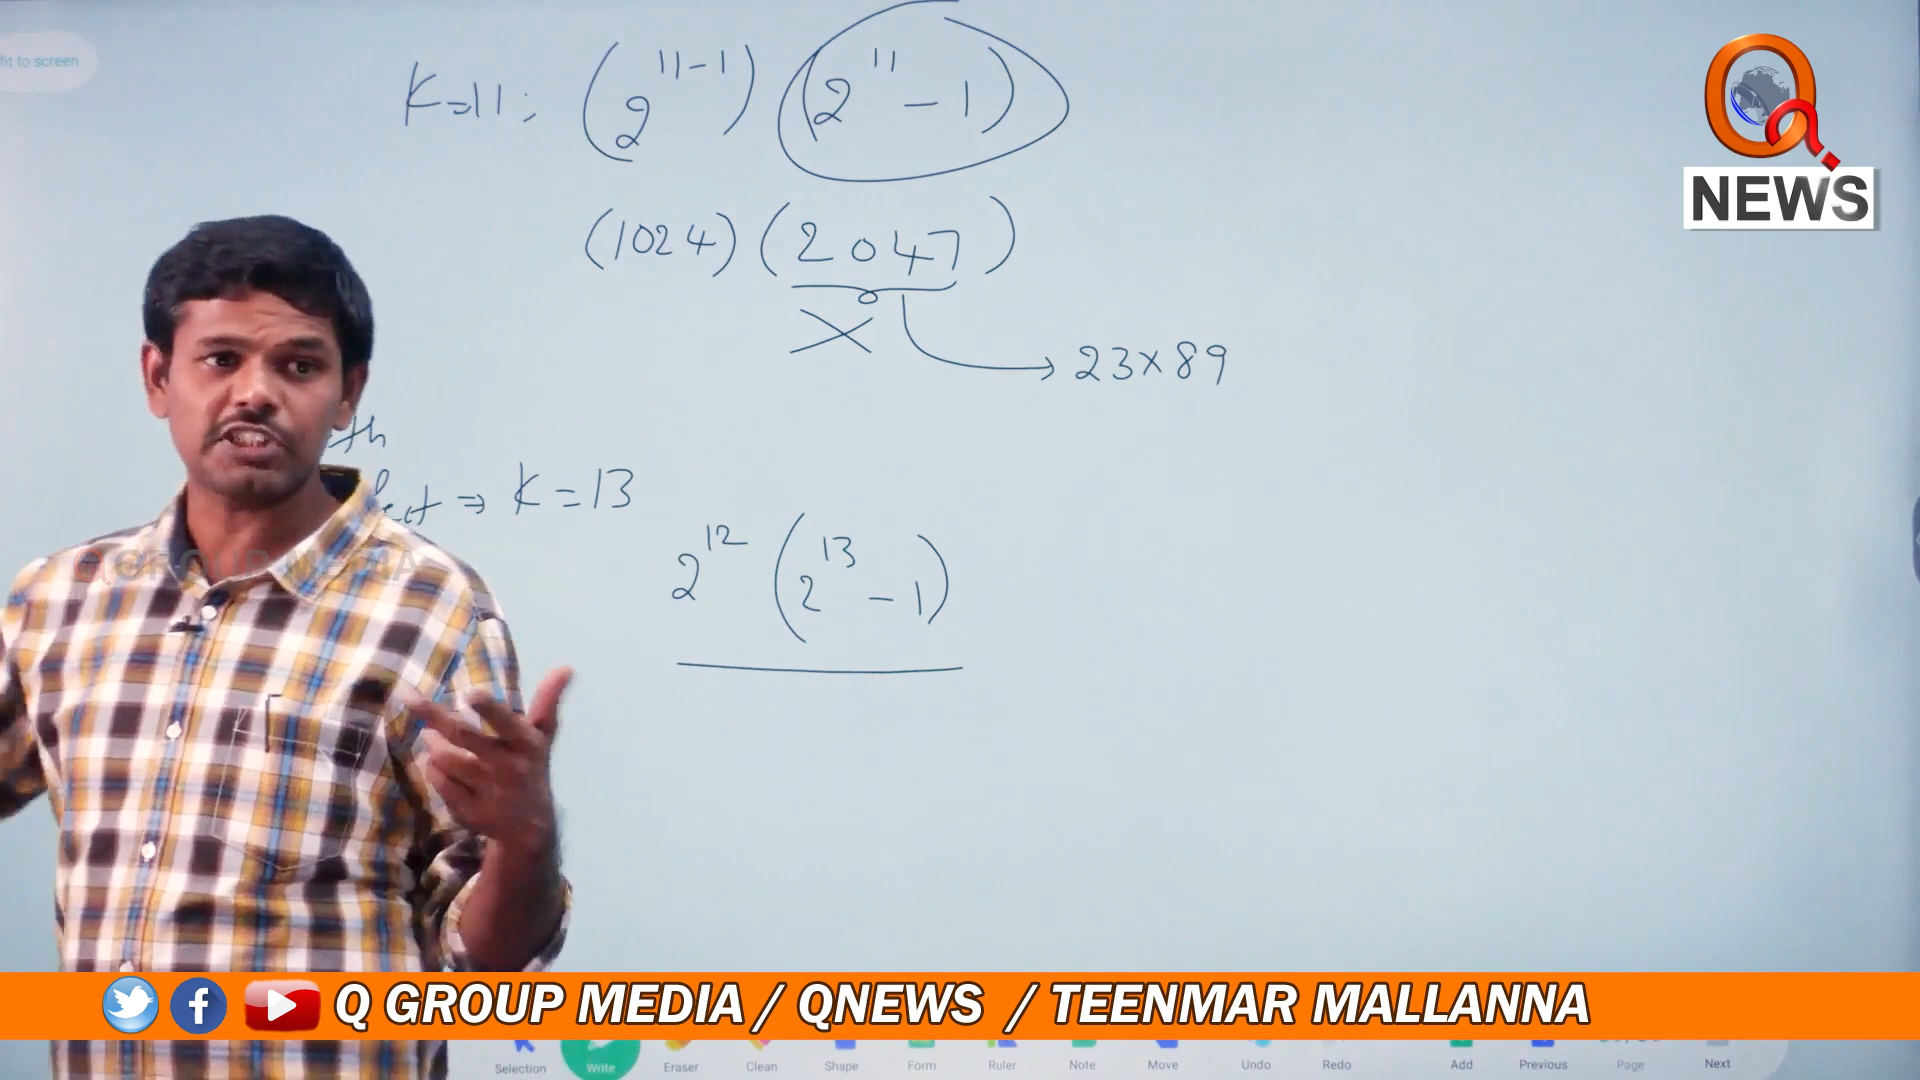 fit to screen
K=11; (2^11-1) (2^11 - 1)
Q
NEWS
(1024) (2047)
X
→ 23×89
th
⇒ K=13
2^12 (2^13 - 1)
Q GROUP MEDIA
Q GROUP MEDIA / QNEWS / TEENMAR MALLANNA
Selection Write Eraser Clean Shape Form Ruler Note Move Undo Redo Add Previous Page Next